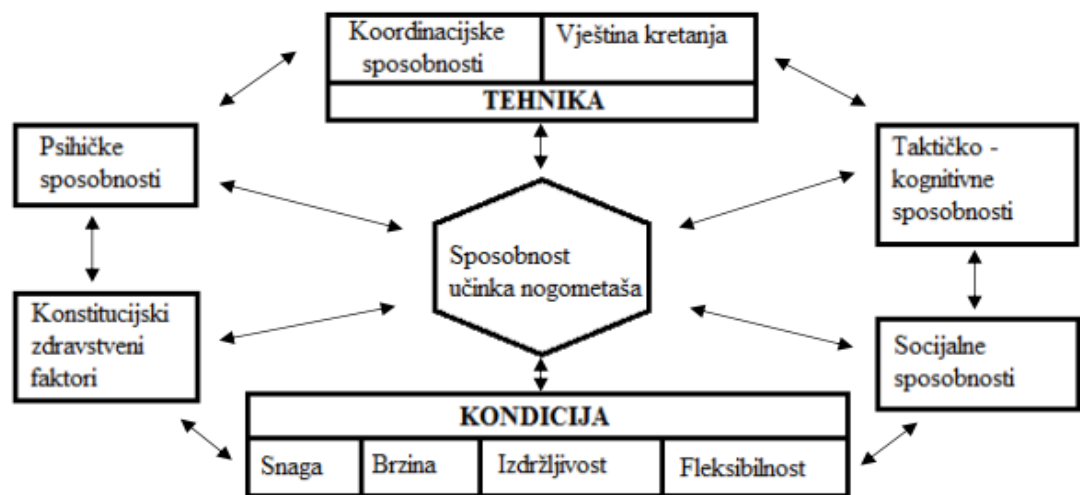 Koordinacijske
sposobnosti
Vještina kretanja
TEHNIKA
Psihičke
sposobnosti
Taktičko -
kognitivne
sposobnosti
Sposobnost
učinka nogometaša
Konstitucijski
zdravstveni
faktori
Socijalne
sposobnosti
KONDICIJA
Snaga
Brzina
Izdržljivost
Fleksibilnost